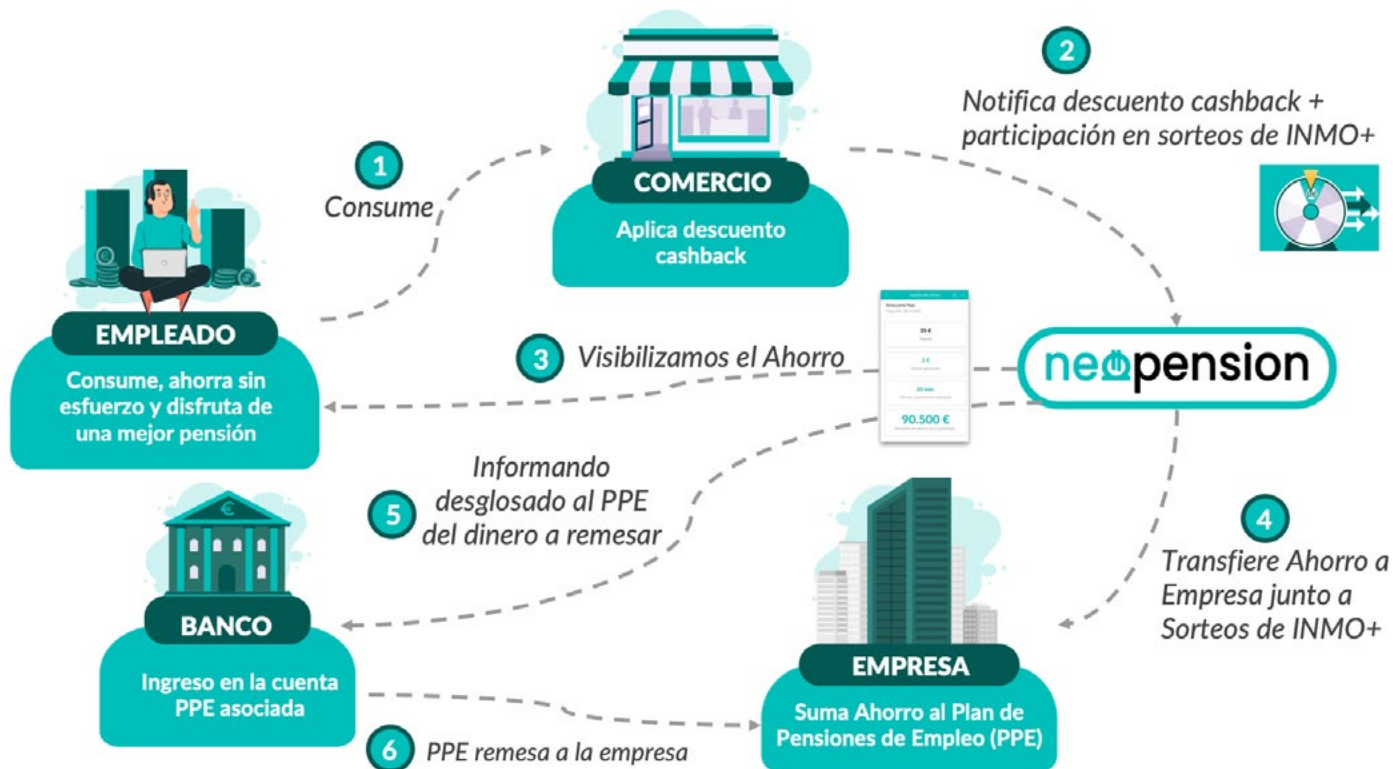 1
Consume
COMERCIO
Aplica descuento
cashback
2
Notifica descuento cashback +
participación en sorteos de INMO+
EMPLEADO
Consume, ahorra sin
esfuerzo y disfruta de
una mejor pensión
3
Visibilizamos el Ahorro
35 €
3 €
90.500 €
neopension
4
Transfiere Ahorro a
Empresa junto a
Sorteos de INMO+
5
Informando
desglosado al PPE
del dinero a remesar
€
BANCO
Ingreso en la cuenta
PPE asociada
EMPRESA
Suma Ahorro al Plan de
Pensiones de Empleo (PPE)
6
PPE remesa a la empresa